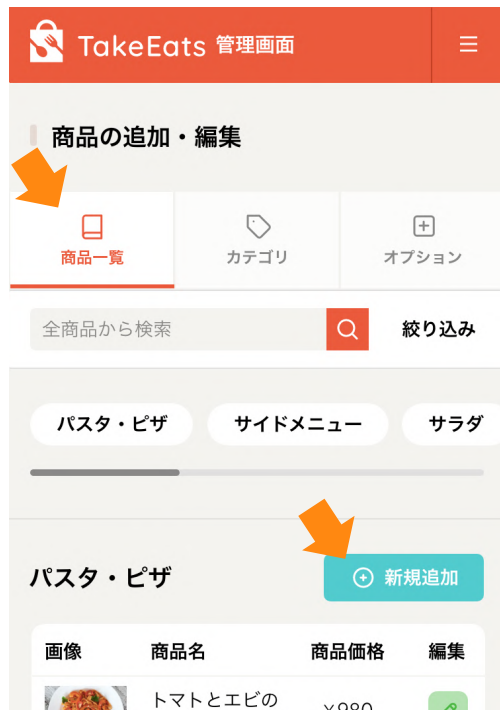 TakeEats 管理画面
商品の追加・編集
商品一覧
カテゴリ
オプション
全商品から検索
絞り込み
パスタ・ピザ
サイドメニュー
サラダ
パスタ・ピザ
新規追加
画像 商品名 商品価格 編集
トマトとエビの
¥980